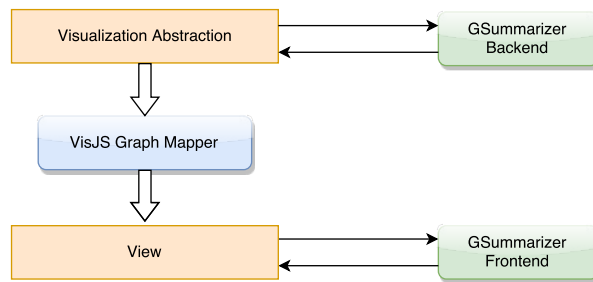 Visualization Abstraction
GSummarizer
Backend
VisJS Graph Mapper
View
GSummarizer
Frontend